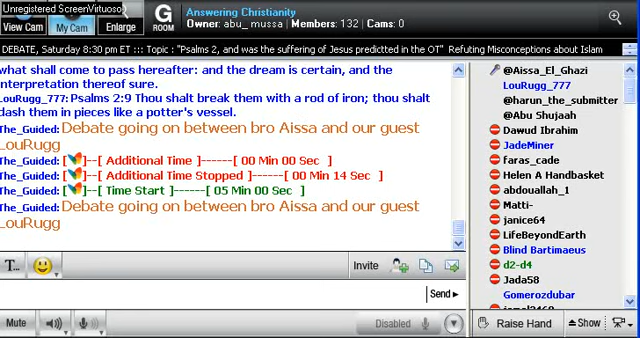 Unregistered ScreenVirtuoso
View Cam
My Cam
Enlarge
G
ROOM
Answering Christianity
Owner: abu_ mussa | Members: 132 | Cams: 0
DEBATE, Saturday 8:30 pm ET ::: Topic : "Psalms 2, and was the suffering of Jesus predictted in the OT" Refuting Misconceptions about Islam
what shall come to pass hereafter: and the dream is certain, and the
interpretation thereof sure.
LouRugg_777: Psalms 2:9 Thou shalt break them with a rod of iron; thou shalt
dash them in pieces like a potter's vessel.
The_Guided: Debate going on between bro Aissa and our guest
LouRugg
The_Guided: [ ]--[ Additional Time ]------[ 00 Min 00 Sec ]
The_Guided: [ ]--[ Additional Time Stopped ]------[ 00 Min 14 Sec ]
The_Guided: [ ]--[ Time Start ]------[ 05 Min 00 Sec ]
The_Guided: Debate going on between bro Aissa and our guest
LouRugg
@Aissa_El_Ghazi
LouRugg_777
@harun_the_submitter
@Abu Shujaah
Dawud Ibrahim
JadeMiner
faras_cade
Helen A Handbasket
abdouallah_1
Matti-
janice64
LifeBeyondEarth
Blind Bartimaeus
d2-d4
Jada58
Gomerozdubar
T...
Invite
Send
Mute
Disabled
Raise Hand
Show